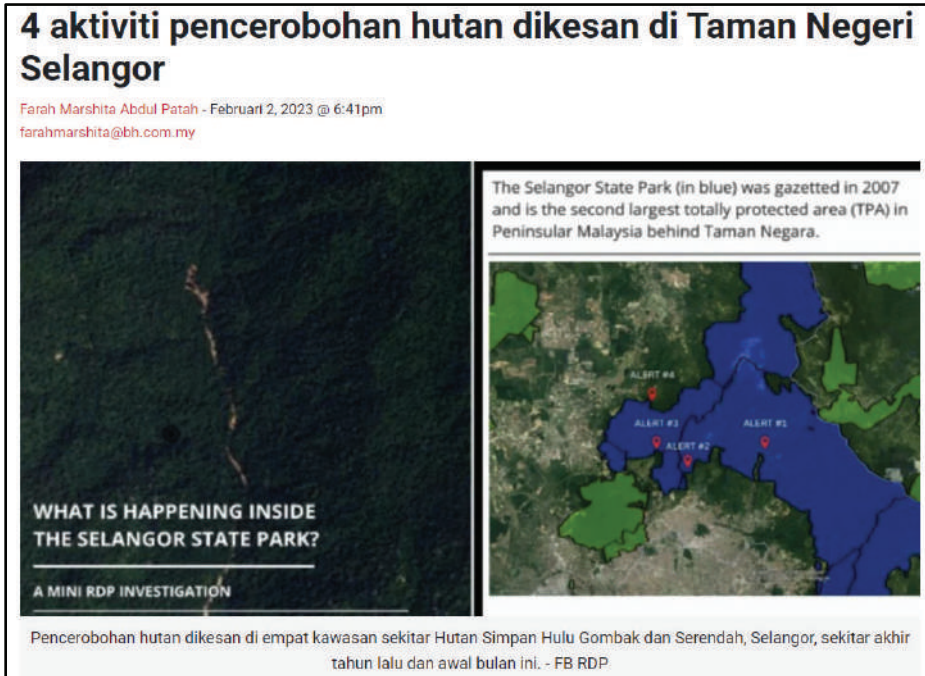 4 aktiviti pencerobohan hutan dikesan di Taman Negeri
Selangor
Farah Marshita Abdul Patah - Februari 2, 2023 @ 6:41pm
farahmarshita@bh.com.my
WHAT IS HAPPENING INSIDE
THE SELANGOR STATE PARK?
A MINI RDP INVESTIGATION
The Selangor State Park (in blue) was gazetted in 2007
and is the second largest totally protected area (TPA) in
Peninsular Malaysia behind Taman Negara.
ALERT #4
ALERT #3
ALERT #1
ALERT #2
Pencerobohan hutan dikesan di empat kawasan sekitar Hutan Simpan Hulu Gombak dan Serendah, Selangor, sekitar akhir
tahun lalu dan awal bulan ini. - FB RDP